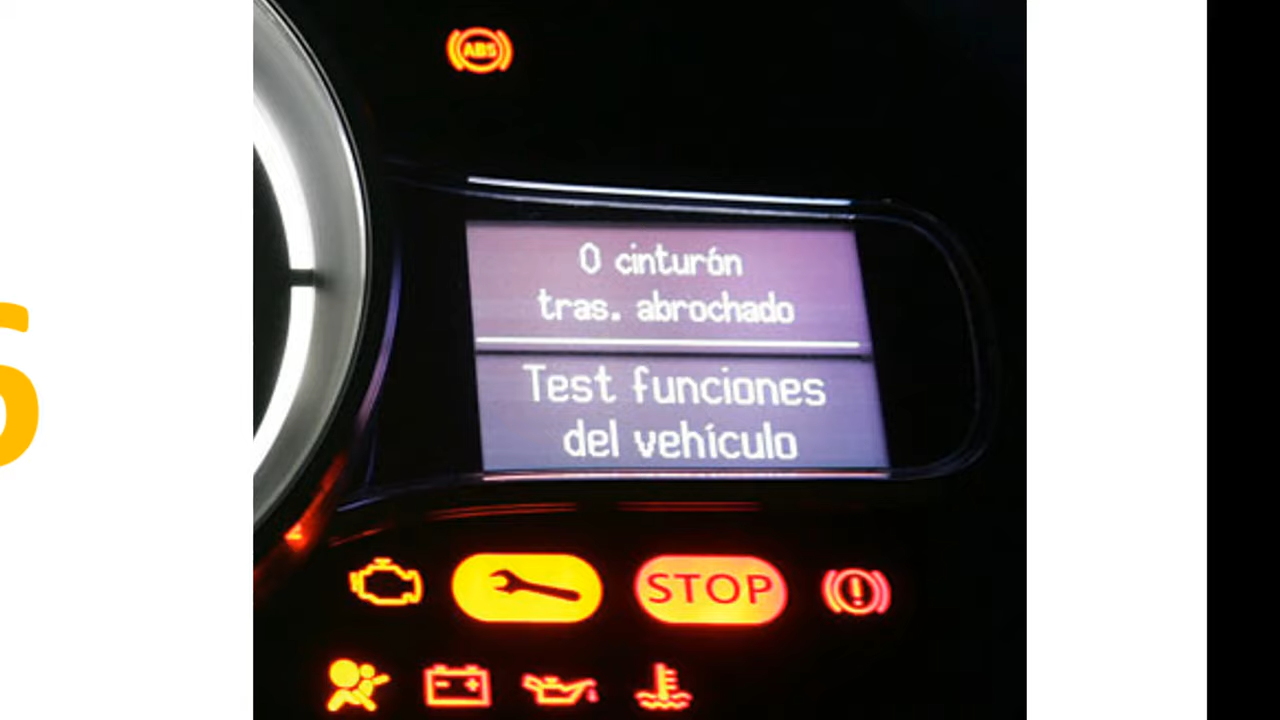 ABS
0 cinturón
tras. abrochado
Test funciones
del vehículo
STOP